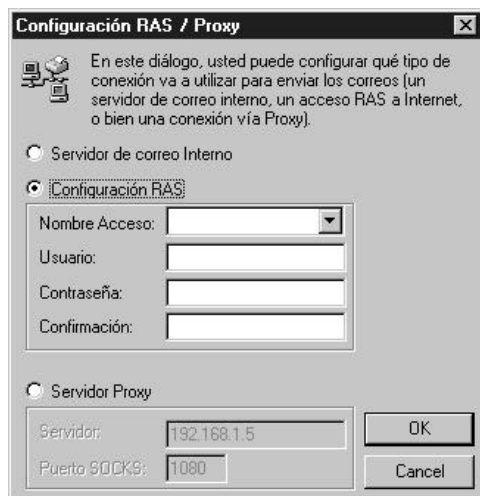 Configuración RAS / Proxy
En este diálogo, usted puede configurar qué tipo de
conexión va a utilizar para enviar los correos (un
servidor de correo interno, un acceso RAS a Internet,
o bien una conexión vía Proxy).
Servidor de correo Interno
Configuración RAS
Nombre Acceso:
Usuario:
Contraseña:
Confirmación:
Servidor Proxy
Servidor: 192.168.1.5
Puerto SOCKS: 1080
OK
Cancel